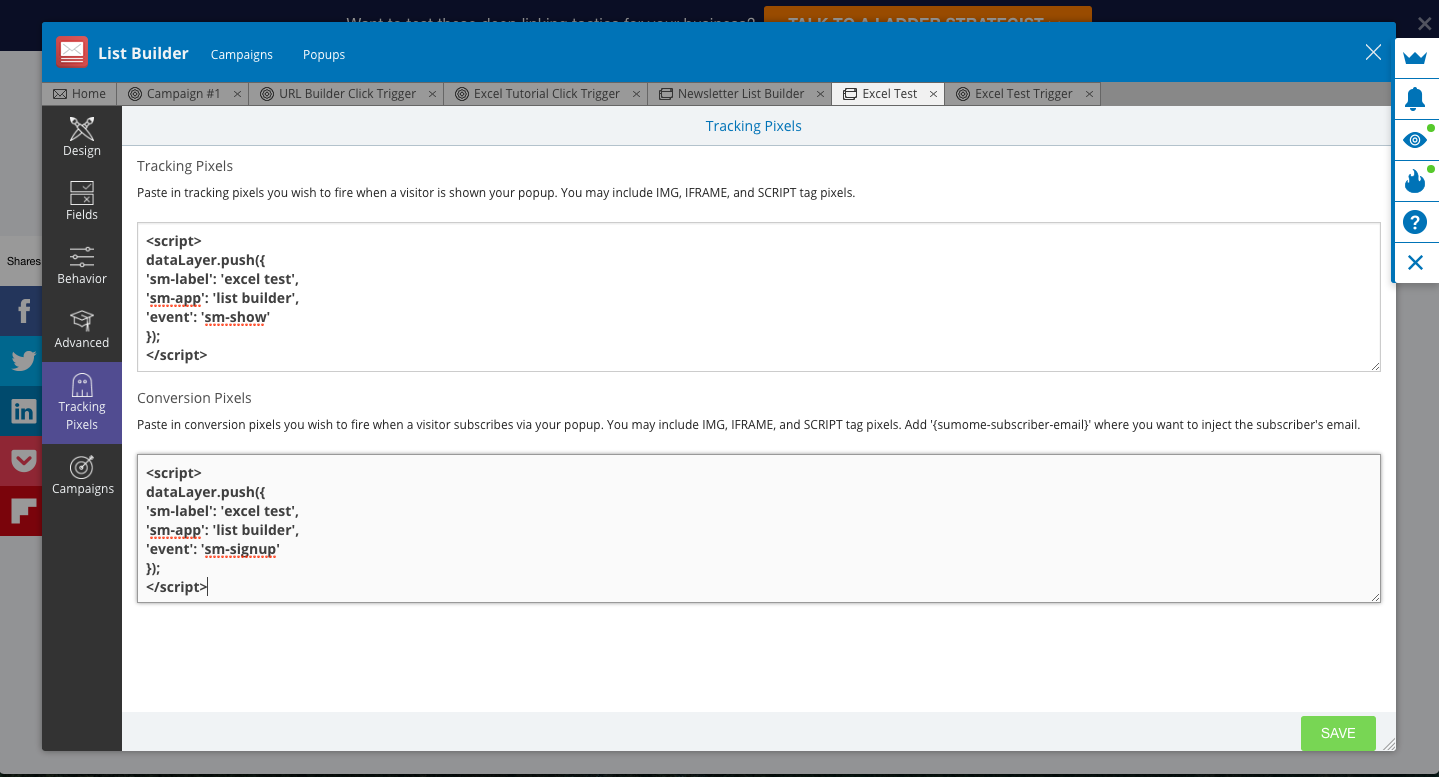 Want to test these deep linking tactics for your business?
TALK TO A LADDER STRATEGIST
List Builder
Campaigns
Popups
Home
Campaign #1
URL Builder Click Trigger
Excel Tutorial Click Trigger
Newsletter List Builder
Excel Test
Excel Test Trigger
Design
Fields
Behavior
Advanced
Tracking
Pixels
Campaigns
Shares
Tracking Pixels
Tracking Pixels
Paste in tracking pixels you wish to fire when a visitor is shown your popup. You may include IMG, IFRAME, and SCRIPT tag pixels.
<script>
dataLayer.push({
'sm-label': 'excel test',
'sm-app': 'list builder',
'event': 'sm-show'
});
</script>
Conversion Pixels
Paste in conversion pixels you wish to fire when a visitor subscribes via your popup. You may include IMG, IFRAME, and SCRIPT tag pixels. Add '{sumome-subscriber-email}' where you want to inject the subscriber's email.
<script>
dataLayer.push({
'sm-label': 'excel test',
'sm-app': 'list builder',
'event': 'sm-signup'
});
</script>
SAVE